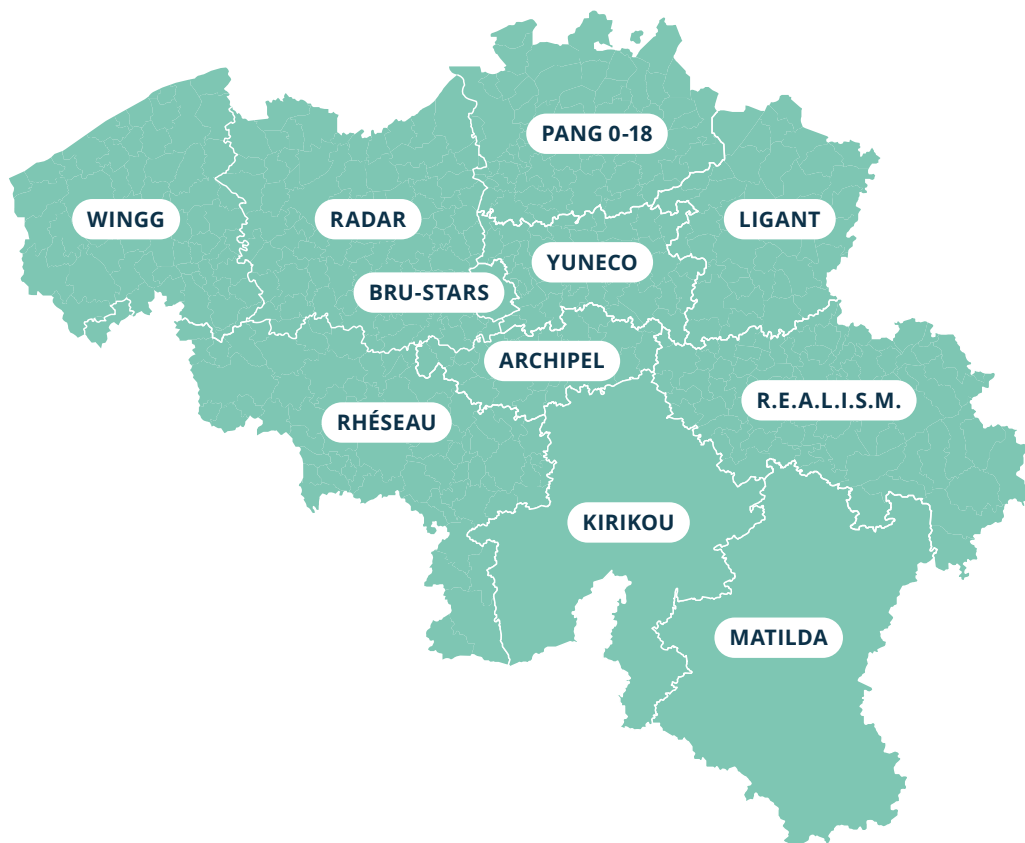 PANG 0-18
WINGG
RADAR
LIGANT
YUNECO
BRU-STARS
ARCHIPEL
R.E.A.L.I.S.M.
RHÉSEAU
KIRIKOU
MATILDA